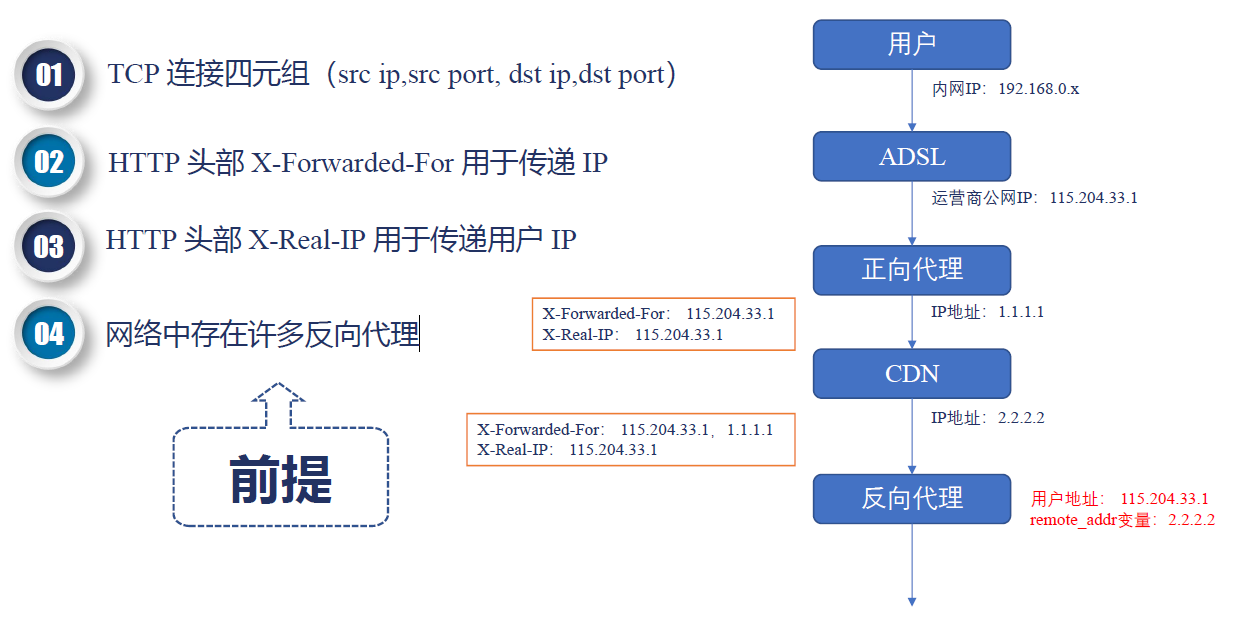 01
TCP 连接四元组（src ip,src port, dst ip,dst port）
02
HTTP 头部 X-Forwarded-For 用于传递 IP
03
HTTP 头部 X-Real-IP 用于传递用户 IP
04
网络中存在许多反向代理
前提
用户
内网IP：192.168.0.x
ADSL
运营商公网IP：115.204.33.1
正向代理
IP地址：1.1.1.1
X-Forwarded-For： 115.204.33.1
X-Real-IP： 115.204.33.1
CDN
IP地址：2.2.2.2
X-Forwarded-For： 115.204.33.1，1.1.1.1
X-Real-IP： 115.204.33.1
反向代理
用户地址： 115.204.33.1
remote_addr变量：2.2.2.2